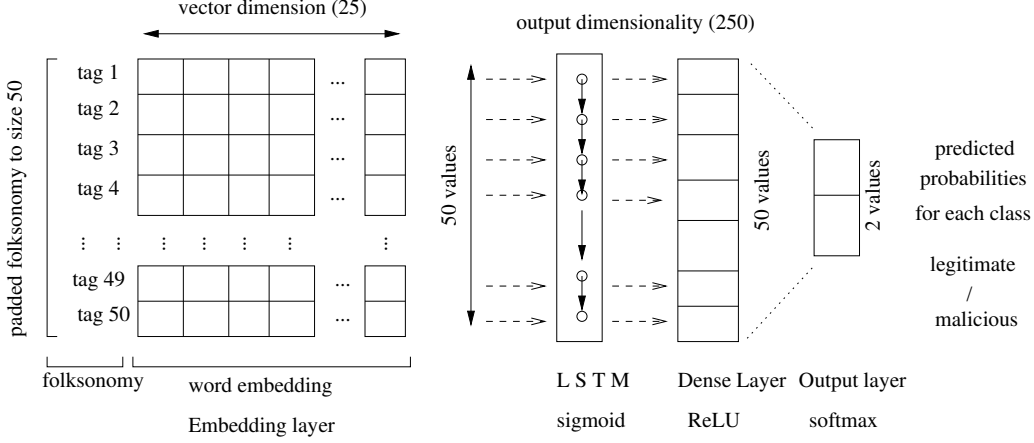 vector dimension (25)
output dimensionality (250)
padded folksonomy to size 50
tag 1
...
tag 2
...
tag 3
...
tag 4
...
... ... ... ... ... ... ...
tag 49
...
tag 50
...
folksonomy
word embedding
Embedding layer
50 values
L S T M
sigmoid
50 values
Dense Layer
ReLU
2 values
Output layer
softmax
predicted
probabilities
for each class
legitimate
/
malicious